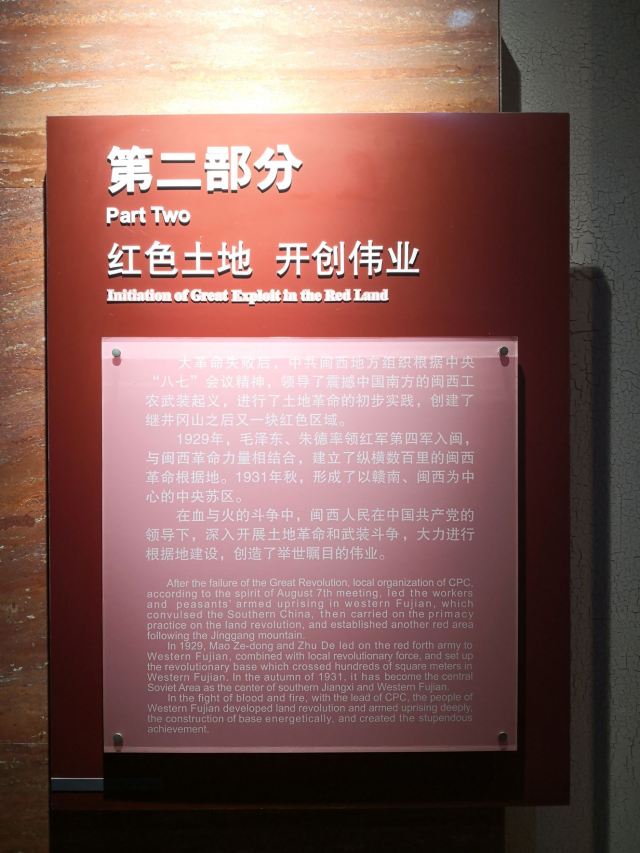 第二部分
Part Two
红色土地 开创伟业
Initiation of Great Exploit in the Red Land
大革命失败后，中共闽西地方组织根据中央
“八七”会议精神，领导了震撼中国南方的闽西工
农武装起义，进行了土地革命的初步实践，创建了
继井冈山之后又一块红色区域。
1929年，毛泽东、朱德率领红军第四军入闽，
与闽西革命力量相结合，建立了纵横数百里的闽西
革命根据地。1931年秋，形成了以赣南、闽西为中
心的中央苏区。
在血与火的斗争中，闽西人民在中国共产党的
领导下，深入开展土地革命和武装斗争，大力进行
根据地建设，创造了举世瞩目的伟业。
After the failure of the Great Revolution, local organization of CPC,
according to the spirit of August 7th meeting, led the workers
and peasants' armed uprising in western Fujian, which
convulsed the Southern China, then carried on the primacy
practice on the land revolution, and established another red area
following the Jinggang mountain.
In 1929, Mao Ze-dong and Zhu De led on the red forth army to
Western Fujian, combined with local revolutionary force, and set up
the revolutionary base which crossed hundreds of square meters in
Western Fujian. In the autumn of 1931, it has become the central
Soviet Area as the center of southern Jiangxi and Western Fujian.
In the fight of blood and fire, with the lead of CPC, the people of
Western Fujian developed land revolution and armed uprising deeply,
the construction of base energetically, and created the stupendous
achievement.